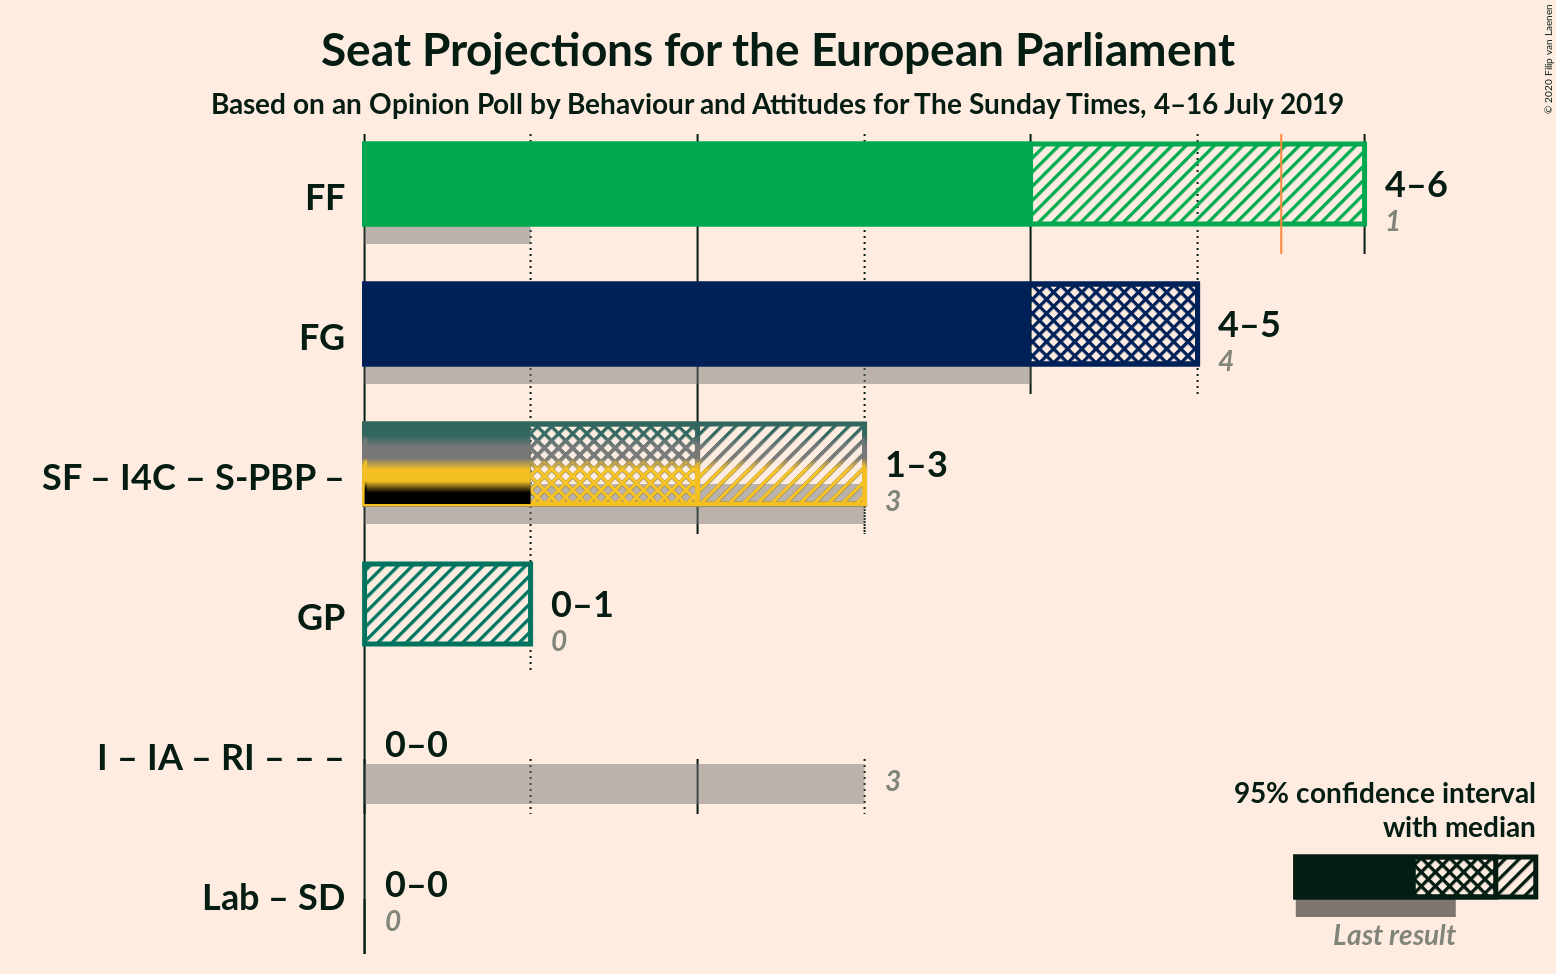 Seat Projections for the European Parliament
Based on an Opinion Poll by Behaviour and Attitudes for The Sunday Times, 4–16 July 2019
© 2020 Filip van Laenen
FF
4–6
1
FG
4–5
4
SF – I4C – S-PBP –
1–3
3
GP
0–1
0
I – IA – RI – – –
0–0
3
Lab – SD
0–0
0
95% confidence interval
with median
Last result